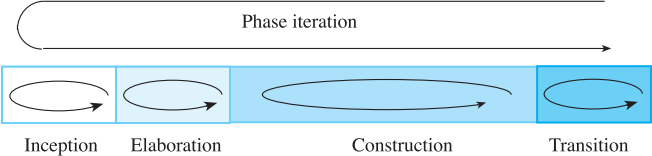 Phase iteration
Inception
Elaboration
Construction
Transition